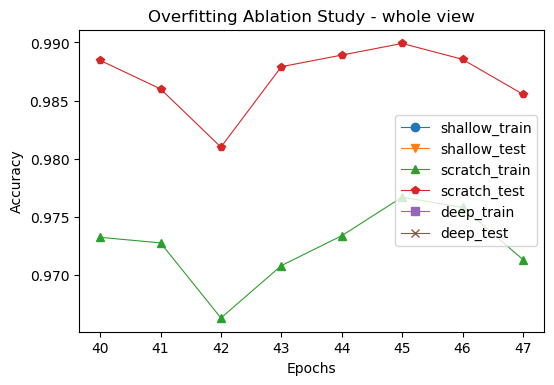 Overfitting Ablation Study - whole view
0.990
0.985
0.980
0.975
0.970
Accuracy
shallow_train
shallow_test
scratch_train
scratch_test
deep_train
deep_test
40 41 42 43 44 45 46 47
Epochs